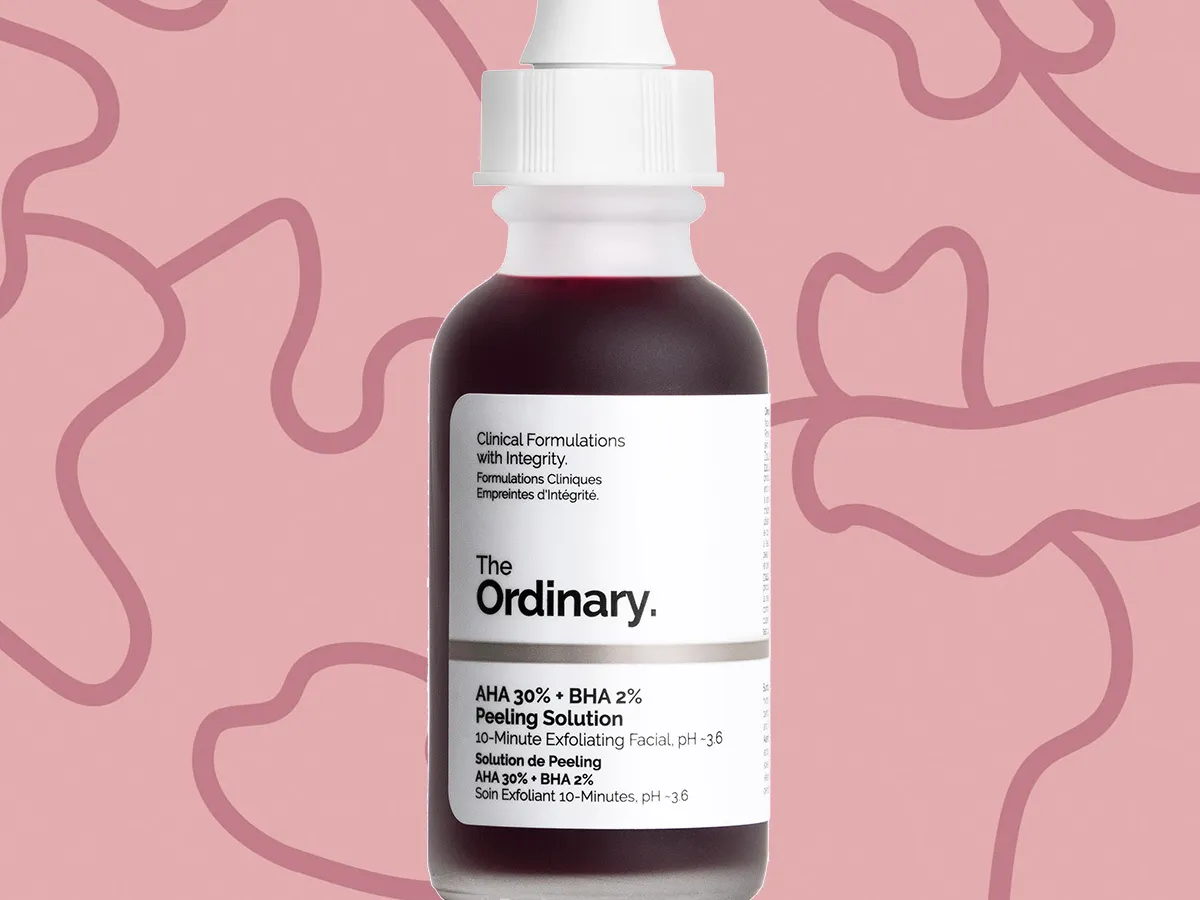 Clinical Formulations
with Integrity.
Formulations Cliniques
Empreintes d'Intégrité.
The
Ordinary.
AHA 30% + BHA 2%
Peeling Solution
10-Minute Exfoliating Facial, pH ~3.6
Solution de Peeling
AHA 30% + BHA 2%
Soin Exfoliant 10-Minutes, pH ~3.6